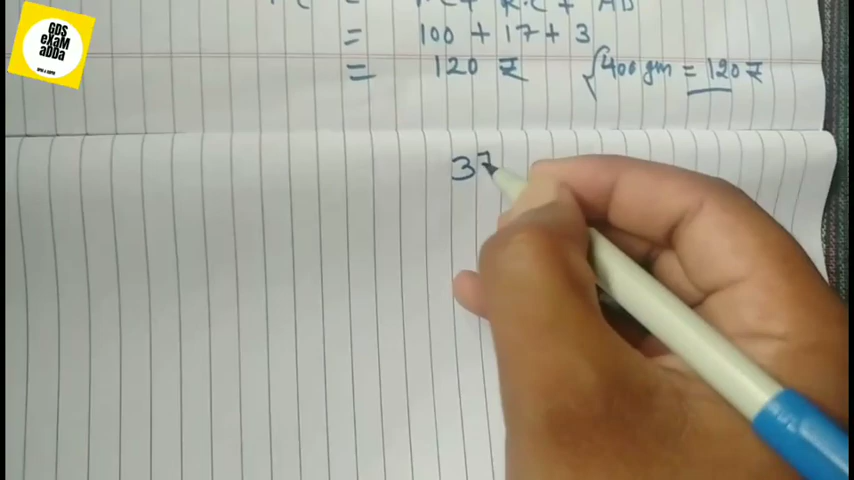 GDS
eXaM
aDDa
= 100 + 17 + 3
= 120 ₹ 400 gm = 120 ₹
37